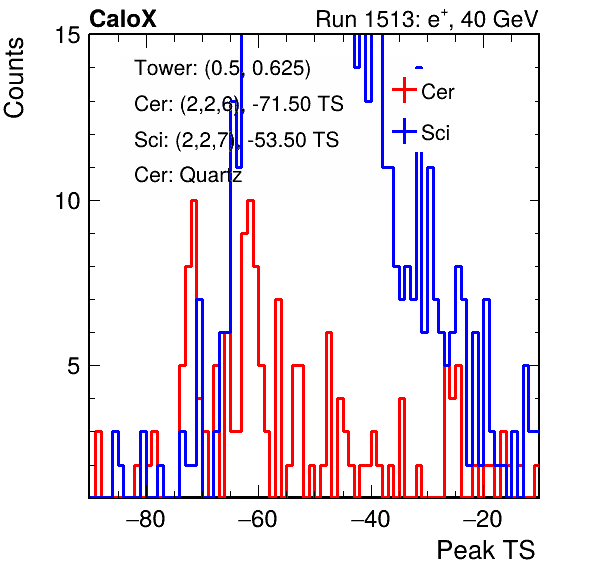 CaloX Run 1513: e⁺, 40 GeV
Counts
15
10
5
Tower: (0.5, 0.625)
Cer: (2,2,6), -71.50 TS
Sci: (2,2,7), -53.50 TS
Cer: Quartz
Cer
Sci
−80 −60 −40 −20
Peak TS